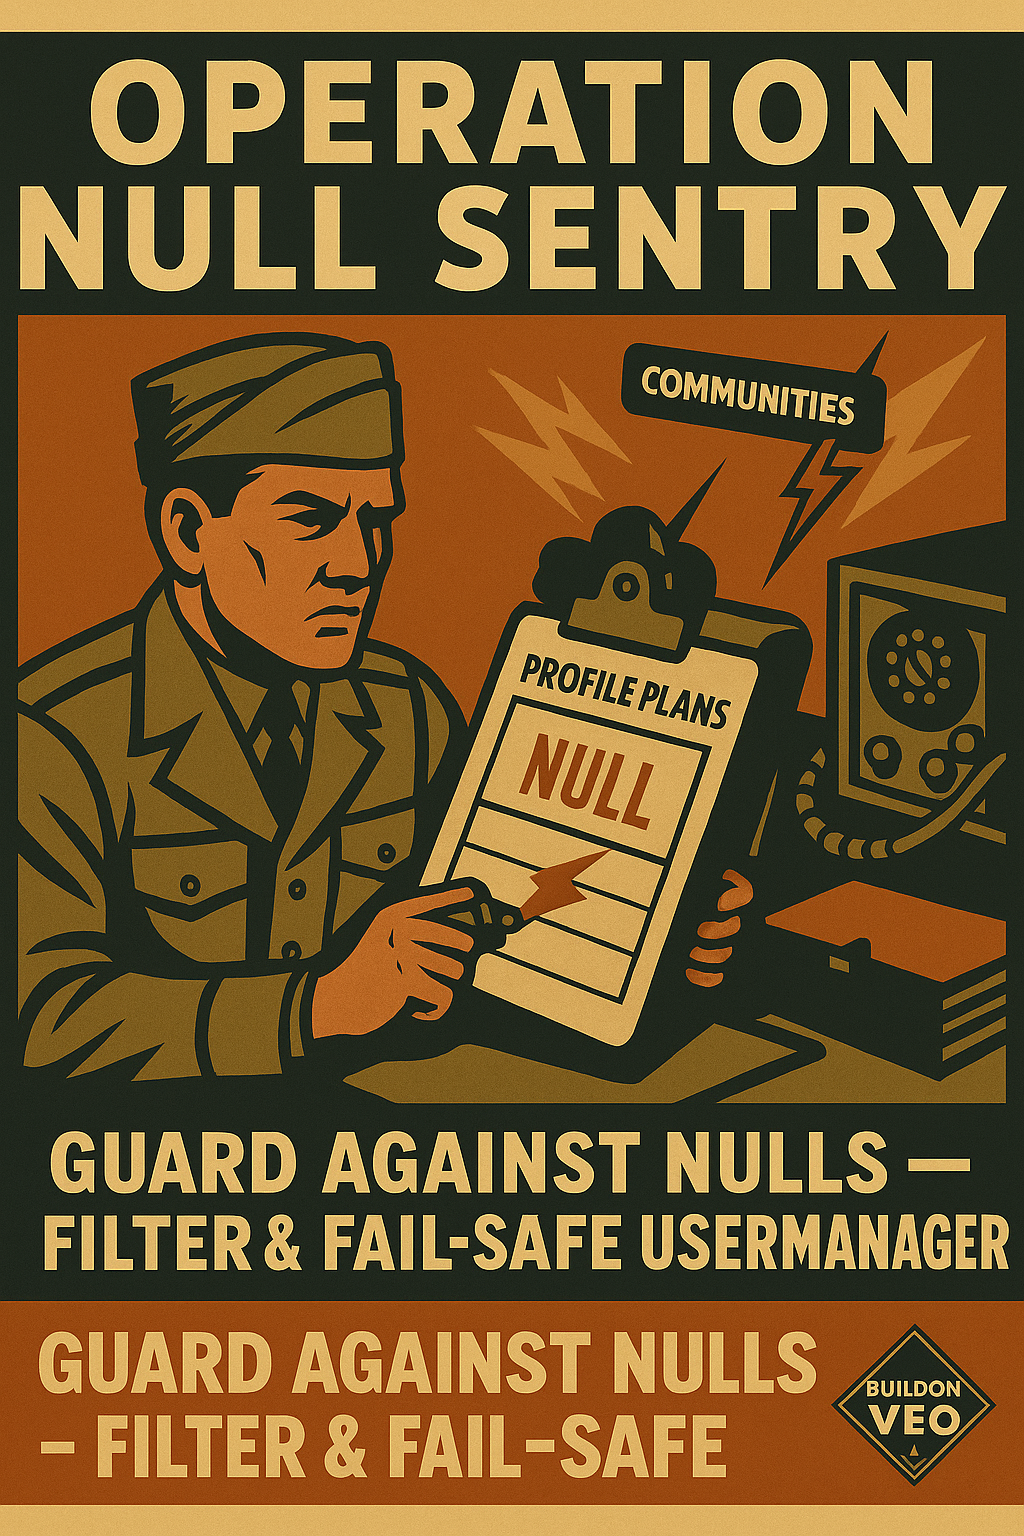 OPERATION
NULL SENTRY
COMMUNITIES
PROFILE PLANS
NULL
GUARD AGAINST NULLS —
FILTER & FAIL-SAFE USERMANAGER
GUARD AGAINST NULLS
– FILTER & FAIL-SAFE
BUILDON
VEO